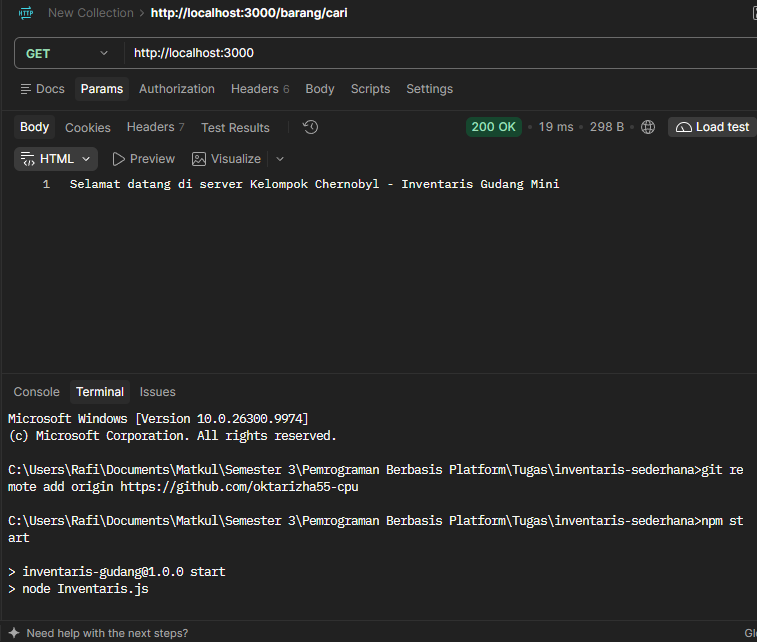 HTTP New Collection > http://localhost:3000/barang/cari
GET http://localhost:3000
Docs Params Authorization Headers 6 Body Scripts Settings
Body Cookies Headers 7 Test Results 200 OK • 19 ms • 298 B • Load test
HTML Preview Visualize
1 Selamat datang di server Kelompok Chernobyl - Inventaris Gudang Mini
Console Terminal Issues
Microsoft Windows [Version 10.0.26300.9974]
(c) Microsoft Corporation. All rights reserved.
C:\Users\Rafi\Documents\Matkul\Semester 3\Pemrograman Berbasis Platform\Tugas\inventaris-sederhana>git re
mote add origin https://github.com/oktarizha55-cpu
C:\Users\Rafi\Documents\Matkul\Semester 3\Pemrograman Berbasis Platform\Tugas\inventaris-sederhana>npm st
art
> inventaris-gudang@1.0.0 start
> node Inventaris.js
Need help with the next steps? Gl